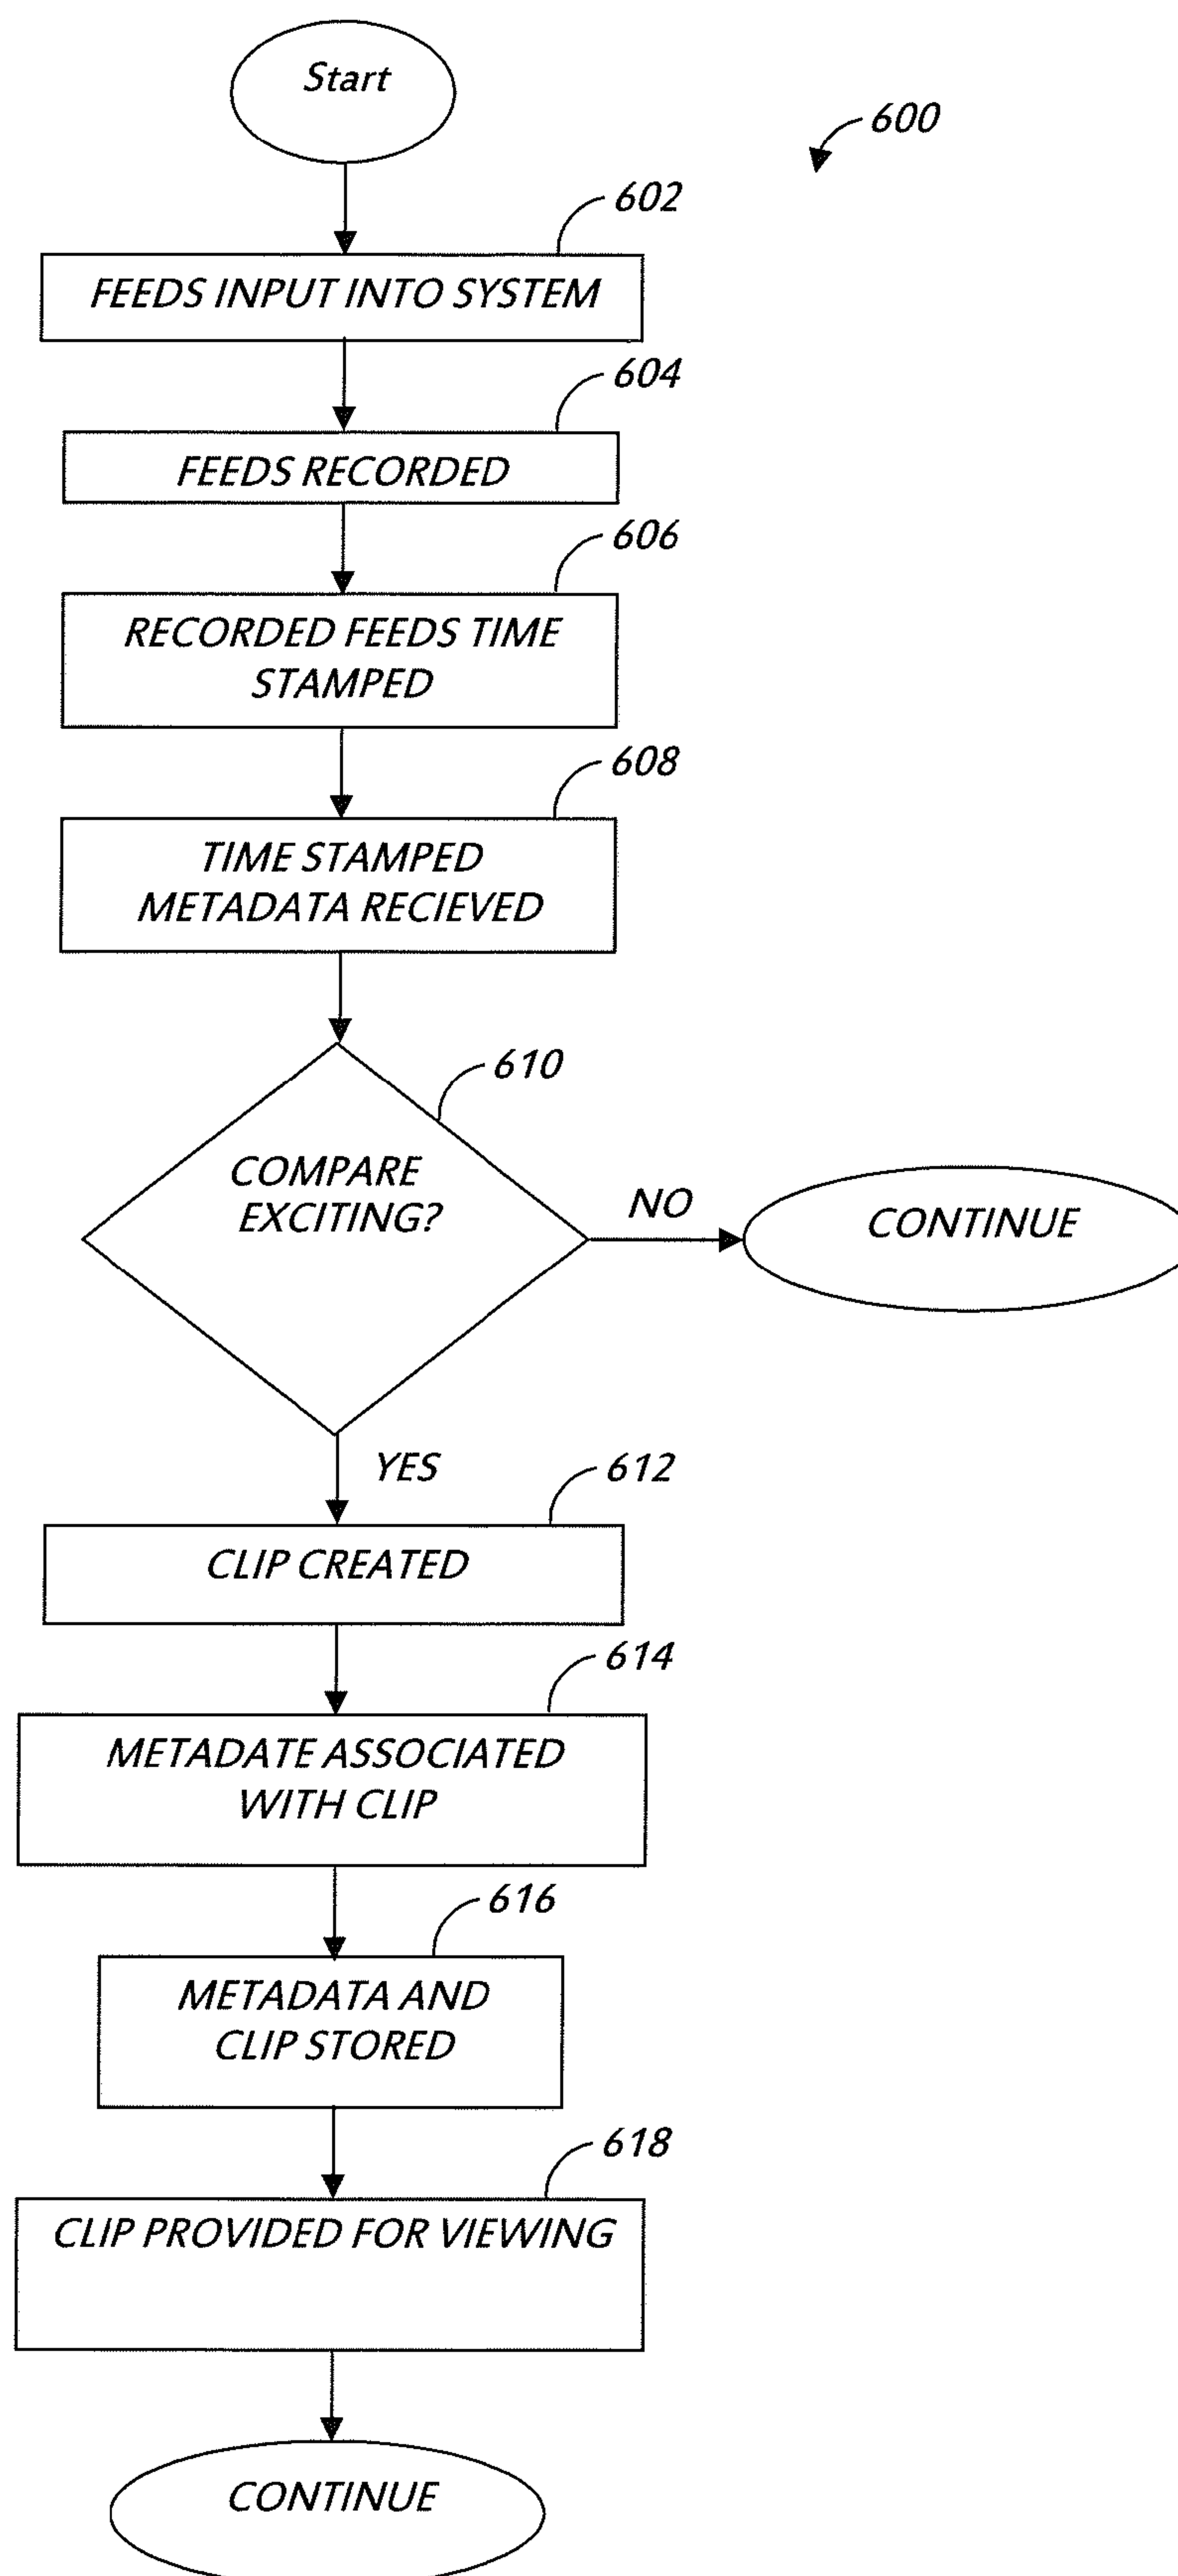 Start
600
602
FEEDS INPUT INTO SYSTEM
604
FEEDS RECORDED
606
RECORDED FEEDS TIME
STAMPED
608
TIME STAMPED
METADATA RECIEVED
610
COMPARE
EXCITING?
NO
CONTINUE
YES
612
CLIP CREATED
614
METADATE ASSOCIATED
WITH CLIP
616
METADATA AND
CLIP STORED
618
CLIP PROVIDED FOR VIEWING
CONTINUE